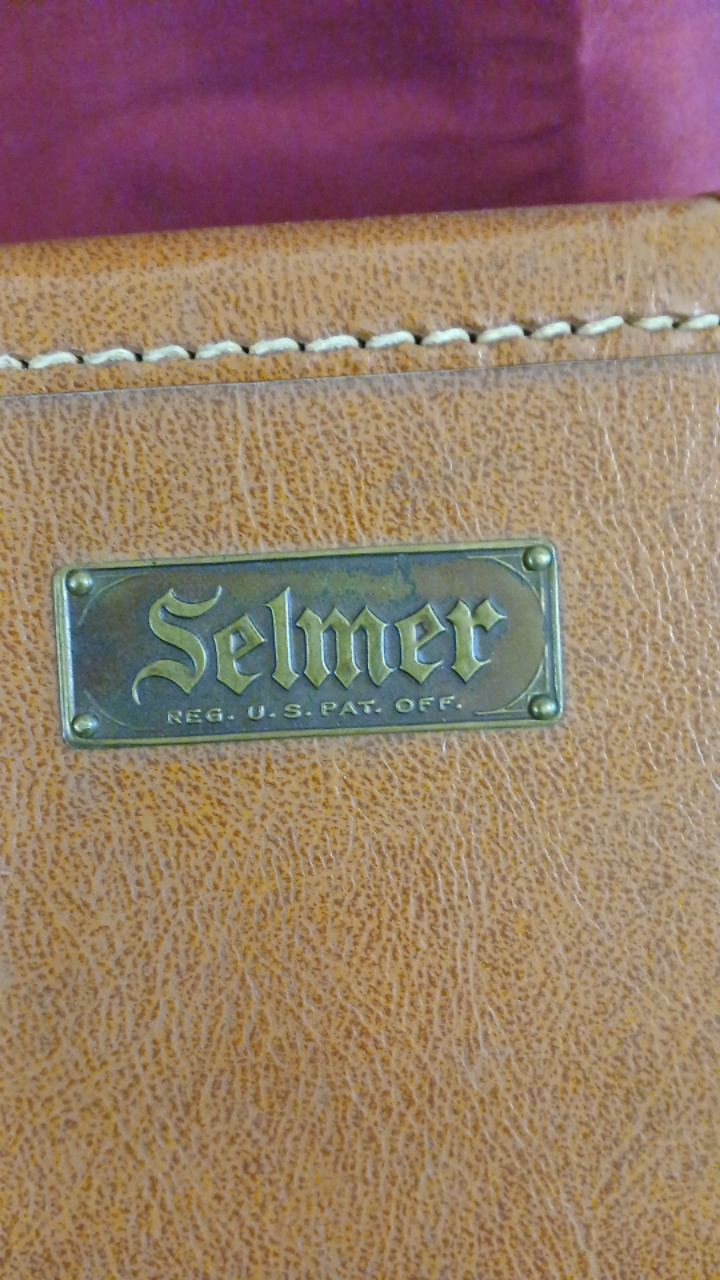 Selmer
REG. U.S. PAT. OFF.